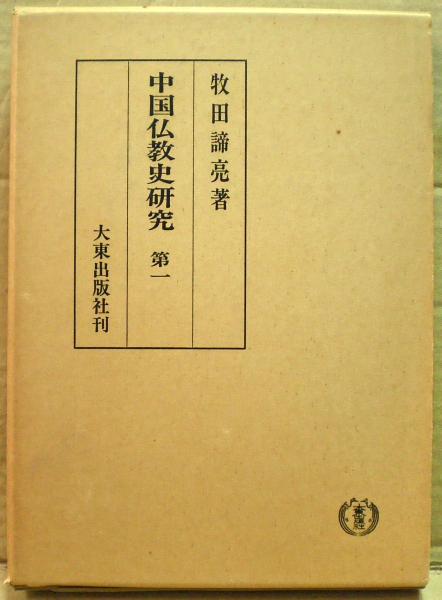 牧田諦亮著
中国仏教史研究 第一
大東出版社刊